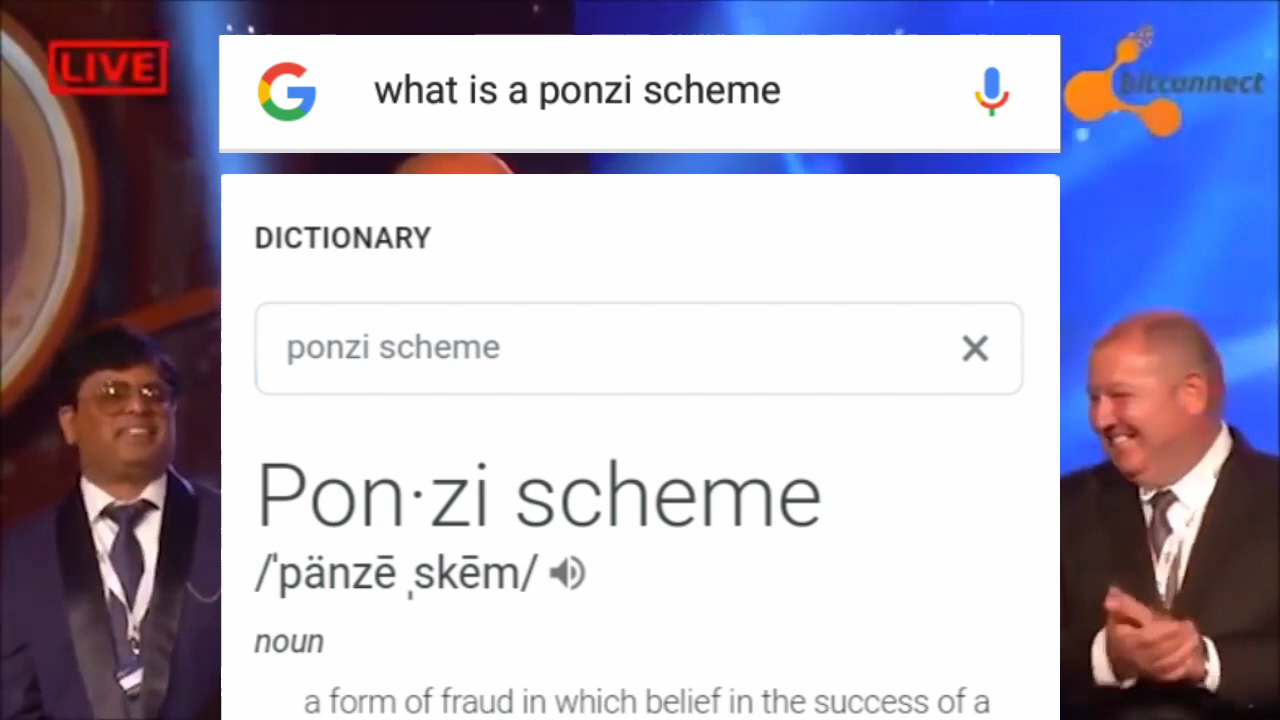 LIVE
what is a ponzi scheme
bitconnect
DICTIONARY
ponzi scheme
Pon·zi scheme
/ˈpänzē ˌskēm/
noun
a form of fraud in which belief in the success of a